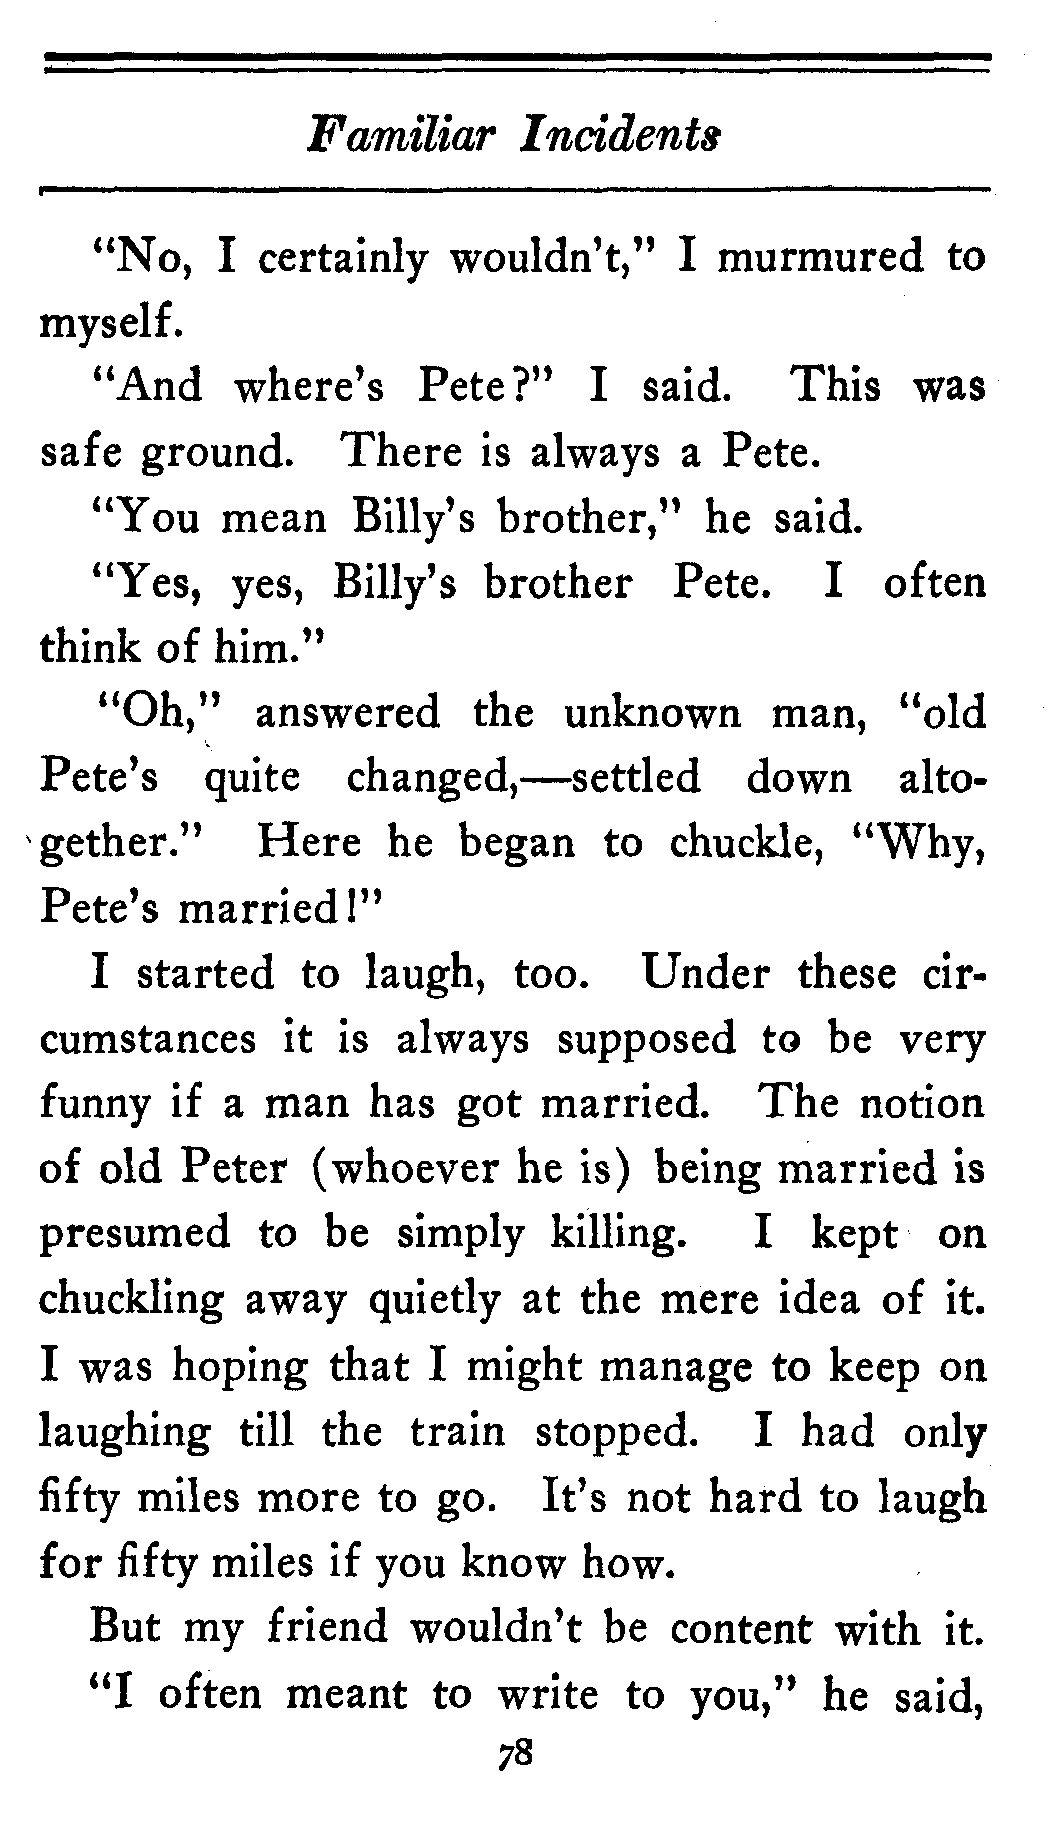 Familiar Incidents
"No, I certainly wouldn't," I murmured to
myself.
"And where's Pete?" I said. This was
safe ground. There is always a Pete.
"You mean Billy's brother," he said.
"Yes, yes, Billy's brother Pete. I often
think of him."
"Oh," answered the unknown man, "old
Pete's quite changed,—settled down alto-
gether." Here he began to chuckle, "Why,
Pete's married!"
I started to laugh, too. Under these cir-
cumstances it is always supposed to be very
funny if a man has got married. The notion
of old Peter (whoever he is) being married is
presumed to be simply killing. I kept on
chuckling away quietly at the mere idea of it.
I was hoping that I might manage to keep on
laughing till the train stopped. I had only
fifty miles more to go. It's not hard to laugh
for fifty miles if you know how.
But my friend wouldn't be content with it.
"I often meant to write to you," he said,
78